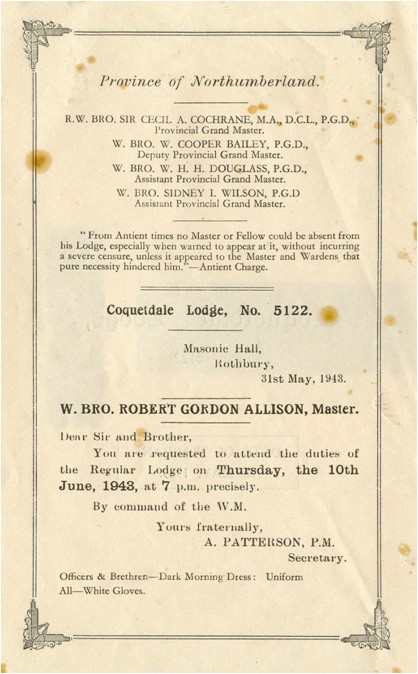 Province of Northumberland.
R.W. BRO. SIR CECIL A. COCHRANE, M.A., D.C.L., P.G.D.,
Provincial Grand Master.
W. BRO. W. COOPER BAILEY, P.G.D.,
Deputy Provincial Grand Master.
W. BRO. W. H. H. DOUGLASS, P.G.D.,
Assistant Provincial Grand Master.
W. BRO. SIDNEY I. WILSON, P.G.D
Assistant Provincial Grand Master.
" From Antient times no Master or Fellow could be absent from
his Lodge, especially when warned to appear at it, without incurring
a severe censure, unless it appeared to the Master and Wardens that
pure necessity hindered him."—Antient Charge.
Coquetdale Lodge, No. 5122.
Masonic Hall,
Rothbury,
31st May, 1943.
W. BRO. ROBERT GORDON ALLISON, Master.
Dear Sir and Brother,
You are requested to attend the duties of
the Regular Lodge on Thursday, the 10th
June, 1943, at 7 p.m. precisely.
By command of the W.M.
Yours fraternally,
A. PATTERSON, P.M.
Secretary.
Officers & Brethren—Dark Morning Dress: Uniform
All—White Gloves.